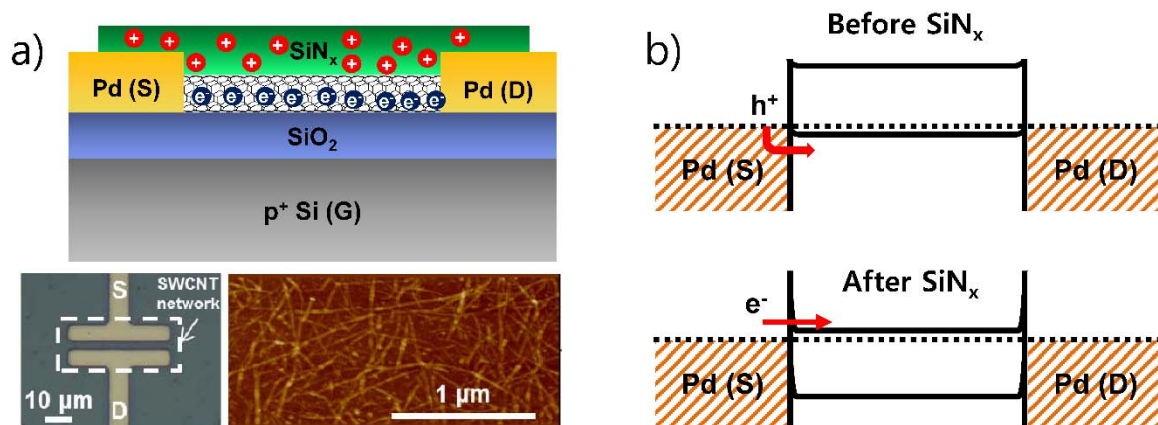 a)
+ + + + + + + + + +
SiNₓ
Pd (S)
Pd (D)
e⁻ e⁻ e⁻ e⁻ e⁻ e⁻ e⁻ e⁻
SiO₂
p⁺ Si (G)
S
SWCNT
network
10 µm
D
1 µm
b)
Before SiNₓ
h⁺
Pd (S)
Pd (D)
After SiNₓ
e⁻
Pd (S)
Pd (D)